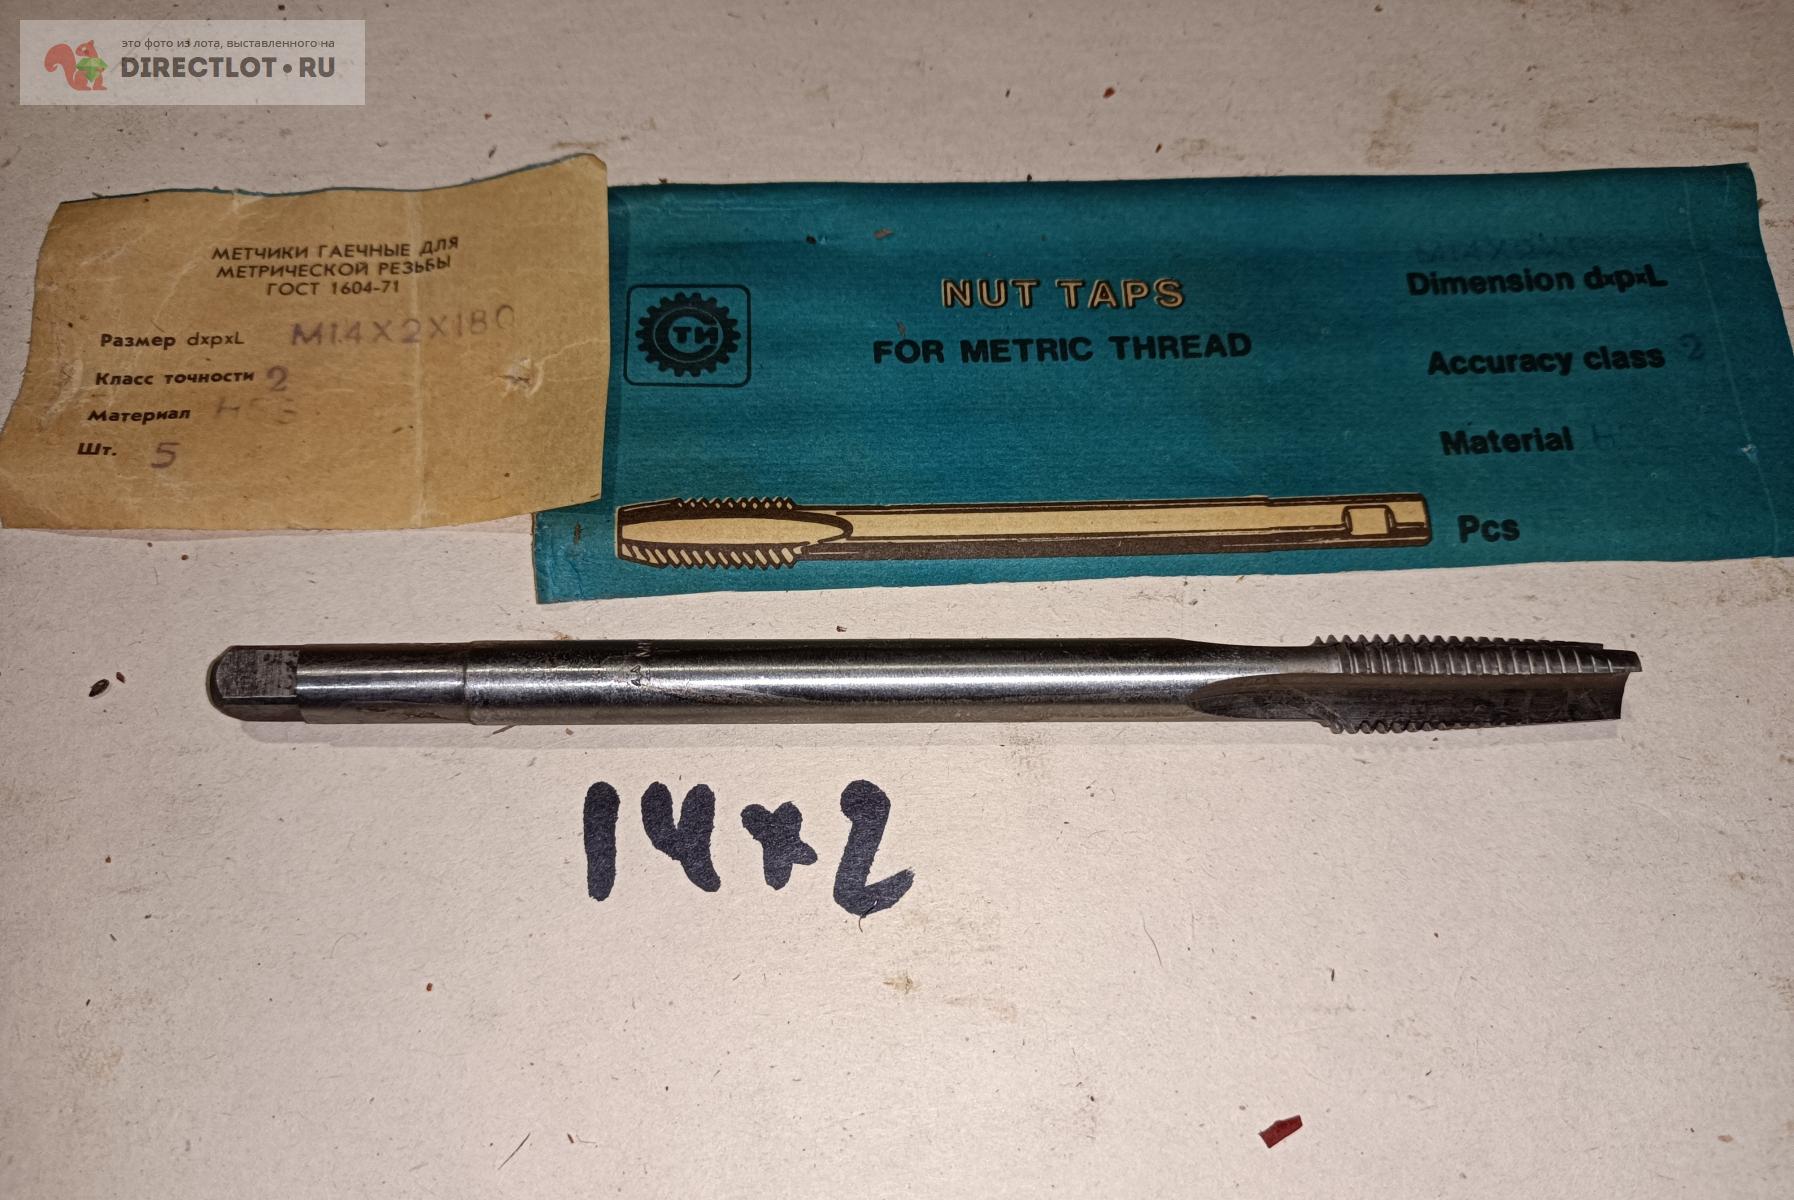 это фото из лота, выставленного на
DIRECTLOT•RU
МЕТЧИКИ ГАЕЧНЫЕ ДЛЯ
МЕТРИЧЕСКОЙ РЕЗЬБЫ
ГОСТ 1604-71
Размер dxpxL M14X2X180
Класс точности 2
Материал HSS
Шт. 5
СТИ
NUT TAPS
FOR METRIC THREAD
Dimension dxpxL
Accuracy class 2
Material
Pcs
14x2